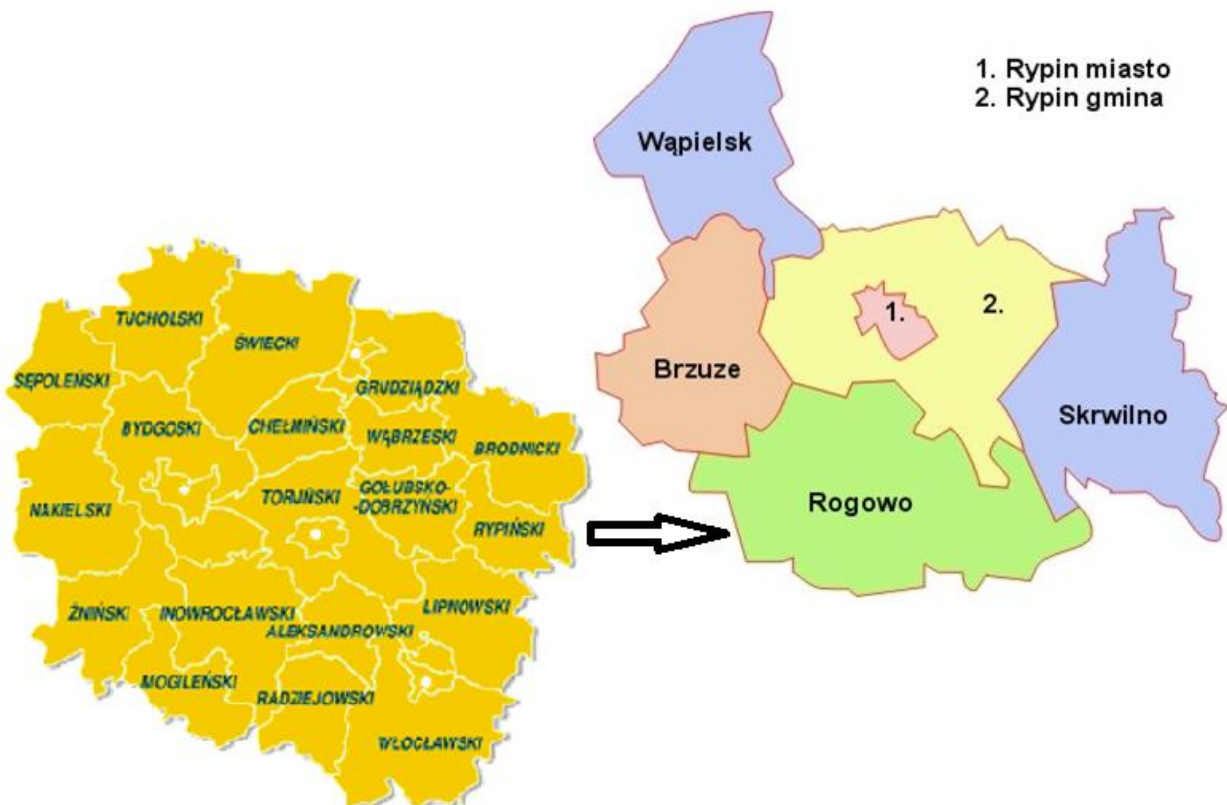 1. Rypin miasto
2. Rypin gmina
Wąpielsk
1.
2.
Brzuze
Skrwilno
Rogowo
TUCHOLSKI
ŚWIECKI
SĘPOLEŃSKI
GRUDZIĄDZKI
BYDGOSKI
CHEŁMIŃSKI
WĄBRZESKI
BRODNICKI
NAKIELSKI
TORUŃSKI
GOŁUBSKO-
-DOBRZYŃSKI
RYPIŃSKI
ŻNIŃSKI
INOWROCŁAWSKI
LIPNOWSKI
ALEKSANDROWSKI
MOGILEŃSKI
RADZIEJOWSKI
WŁOCŁAWSKI